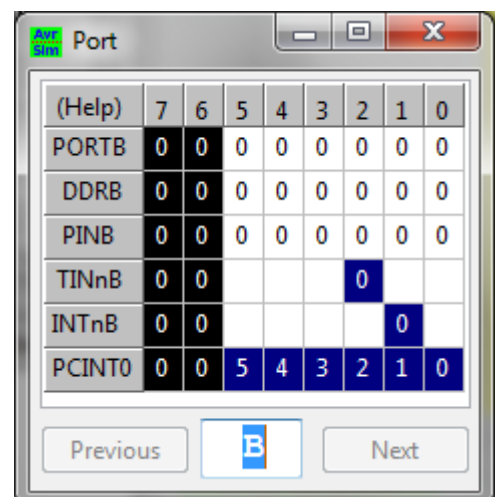 Avr
Sim Port
(Help) 7 6 5 4 3 2 1 0
PORTB 0 0 0 0 0 0 0 0
DDRB 0 0 0 0 0 0 0 0
PINB 0 0 0 0 0 0 0 0
TINnB 0 0 0
INTnB 0 0 0
PCINT0 0 0 5 4 3 2 1 0
Previous B Next